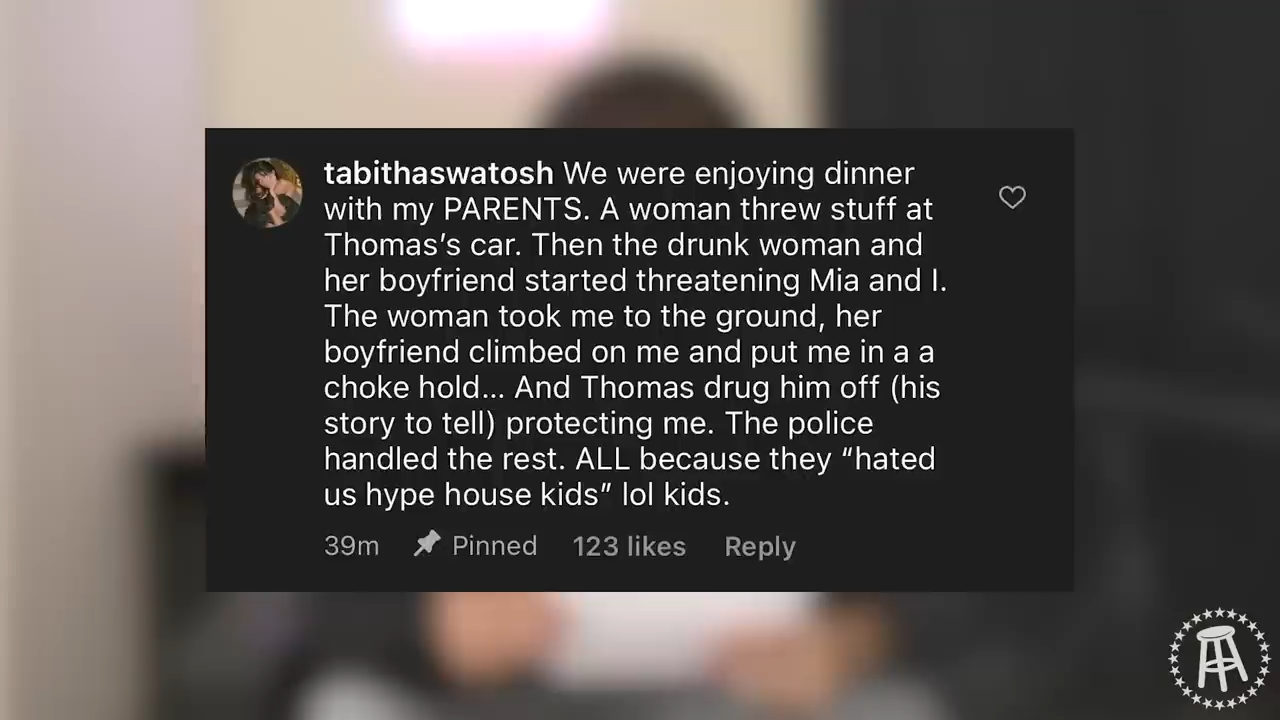 tabithaswatosh We were enjoying dinner
with my PARENTS. A woman threw stuff at
Thomas’s car. Then the drunk woman and
her boyfriend started threatening Mia and I.
The woman took me to the ground, her
boyfriend climbed on me and put me in a a
choke hold... And Thomas drug him off (his
story to tell) protecting me. The police
handled the rest. ALL because they “hated
us hype house kids” lol kids.
39m Pinned 123 likes Reply